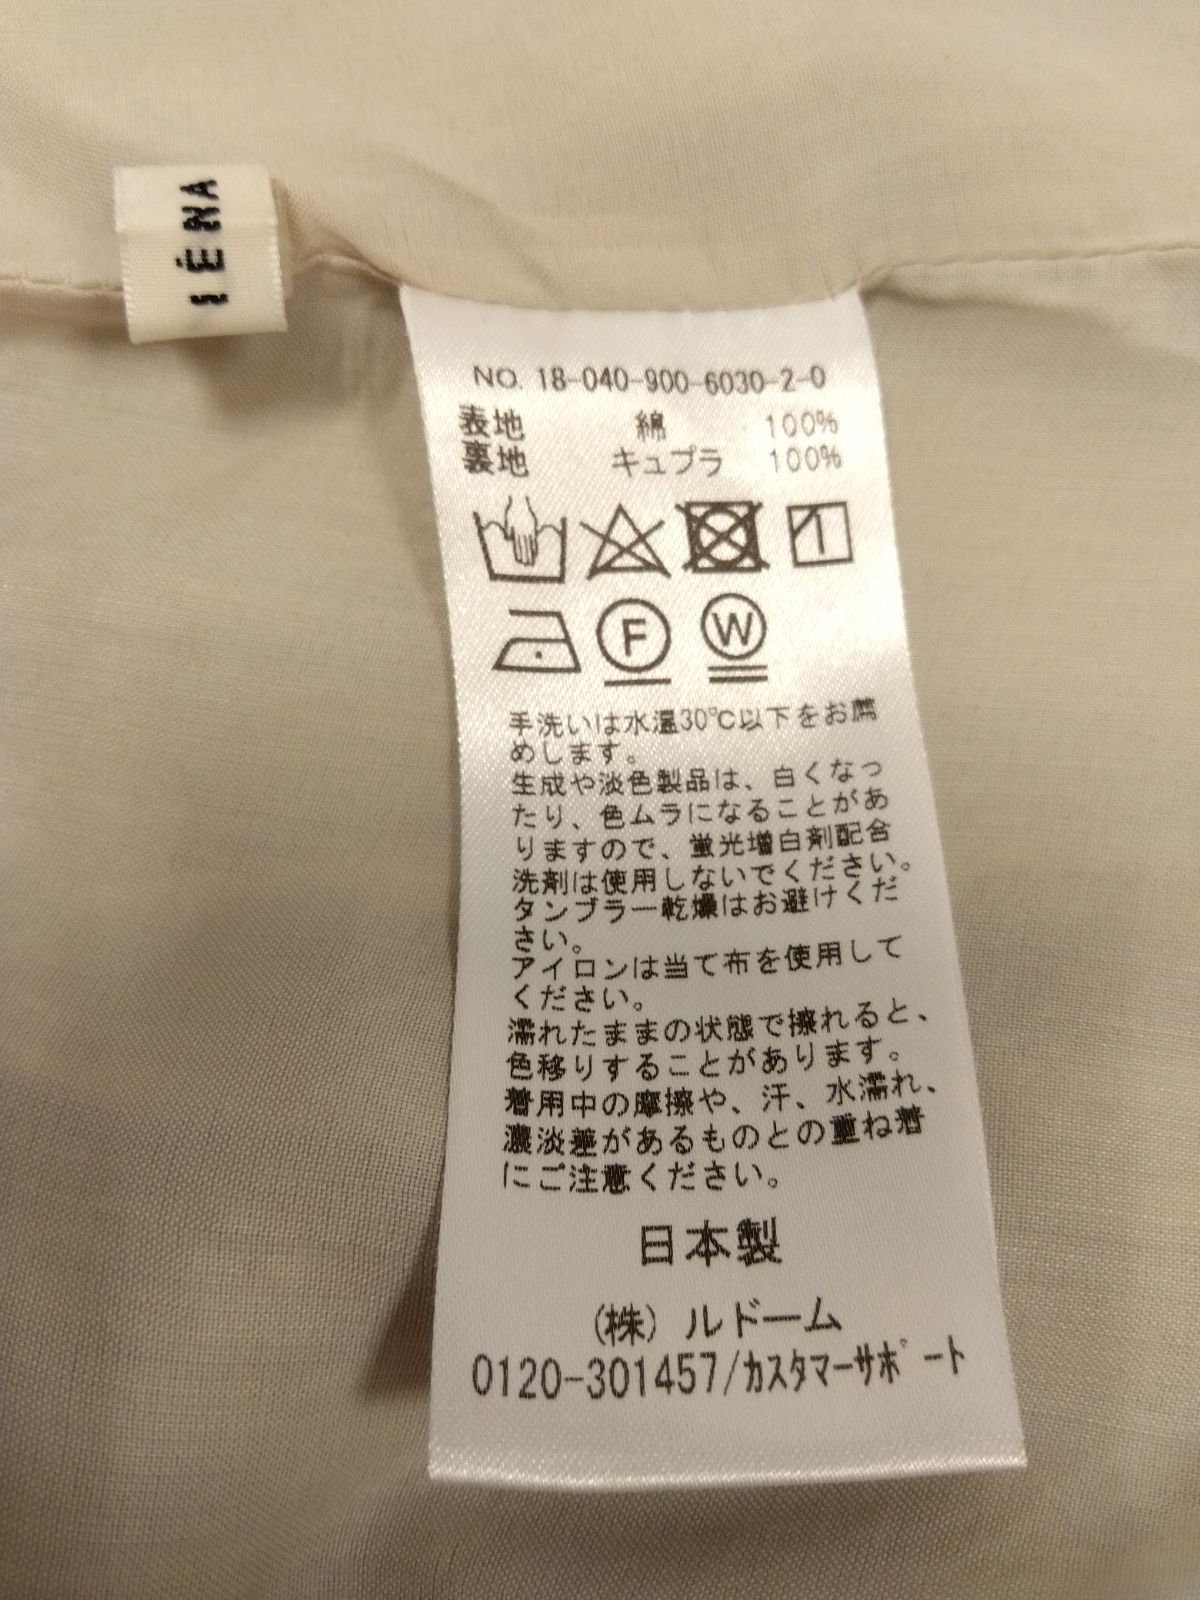 IÉNA
NO. 18-040-900-6030-2-0
表地 綿 100%
裏地 キュプラ 100%
F W
手洗いは水温30℃以下をお薦
めします。
生成や淡色製品は、白くなっ
たり、色ムラになることがあ
りますので、蛍光増白剤配合
洗剤は使用しないでください。
タンブラー乾燥はお避けくだ
さい。
アイロンは当て布を使用して
ください。
濡れたままの状態で擦れると、
色移りすることがあります。
着用中の摩擦や、汗、水濡れ、
濃淡差があるものとの重ね着
にご注意ください。
日本製
(株) ルドーム
0120-301457/カスタマーサポート